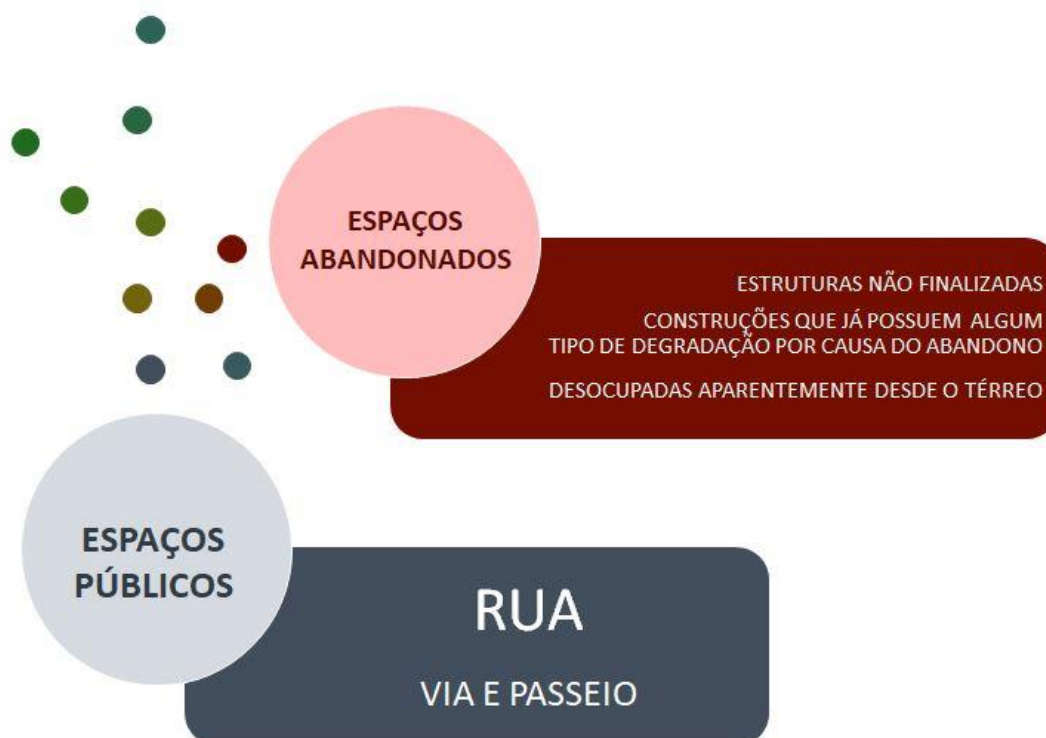 ESPAÇOS
ABANDONADOS
ESTRUTURAS NÃO FINALIZADAS
CONSTRUÇÕES QUE JÁ POSSUEM ALGUM
TIPO DE DEGRADAÇÃO POR CAUSA DO ABANDONO
DESOCUPADAS APARENTEMENTE DESDE O TÉRREO
ESPAÇOS
PÚBLICOS
RUA
VIA E PASSEIO